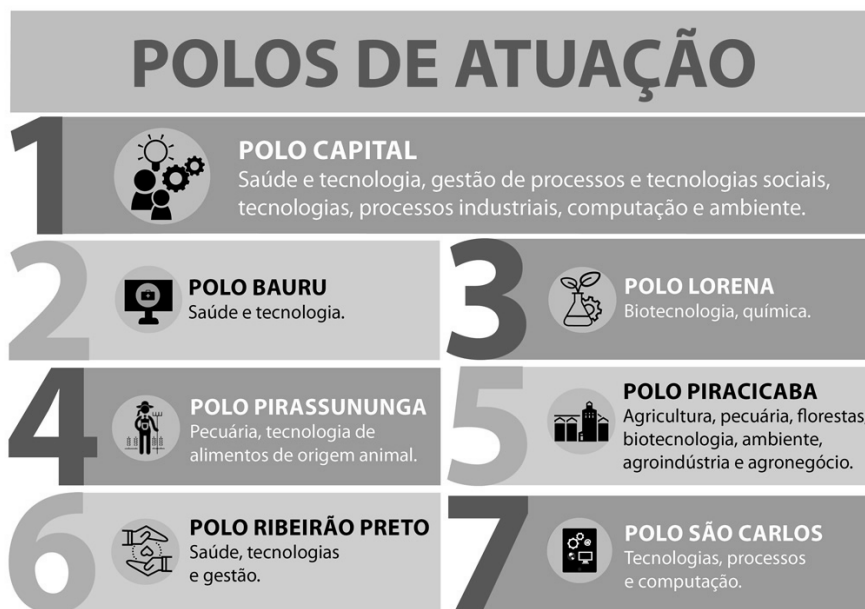 POLOS DE ATUAÇÃO
1
POLO CAPITAL
Saúde e tecnologia, gestão de processos e tecnologias sociais,
tecnologias, processos industriais, computação e ambiente.
2
POLO BAURU
Saúde e tecnologia.
3
POLO LORENA
Biotecnologia, química.
4
POLO PIRASSUNUNGA
Pecuária, tecnologia de
alimentos de origem animal.
5
POLO PIRACICABA
Agricultura, pecuária, florestas,
biotecnologia, ambiente,
agroindústria e agronegócio.
6
POLO RIBEIRÃO PRETO
Saúde, tecnologias
e gestão.
7
POLO SÃO CARLOS
Tecnologias, processos
e computação.